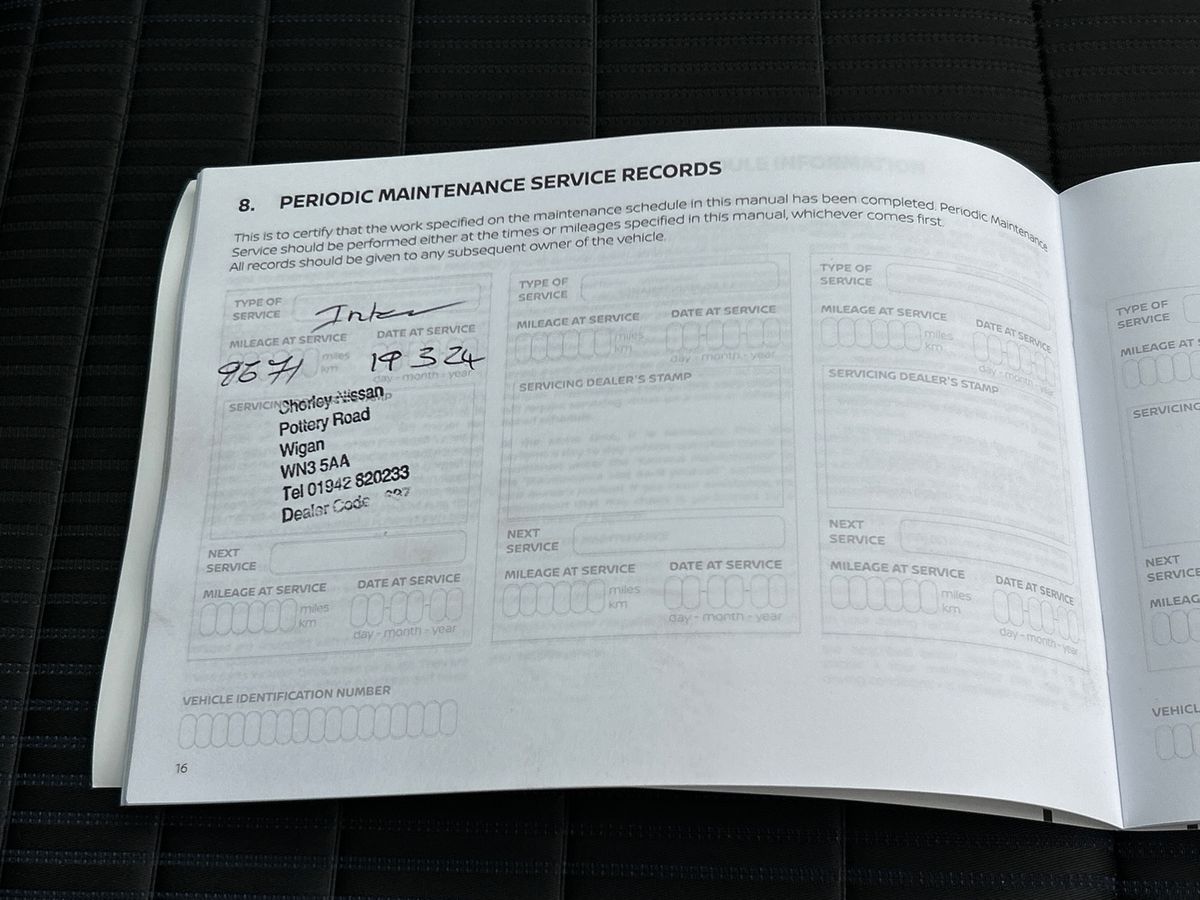 8. PERIODIC MAINTENANCE SERVICE RECORDS
This is to certify that the work specified on the maintenance schedule in this manual has been completed. Periodic Maintenance
Service should be performed either at the times or mileages specified in this manual, whichever comes first.
All records should be given to any subsequent owner of the vehicle.
TYPE OF
SERVICE
MILEAGE AT SERVICE
DATE AT SERVICE
miles
km
19 3 24
day - month - year
SERVICING
Chorley Nissan
Pottery Road
Wigan
WN3 5AA
Tel 01942 820233
Dealer Code
NEXT
SERVICE
MILEAGE AT SERVICE
DATE AT SERVICE
miles
km
day - month - year
TYPE OF
SERVICE
MILEAGE AT SERVICE
DATE AT SERVICE
miles
km
day - month - year
SERVICING DEALER'S STAMP
NEXT
SERVICE
MILEAGE AT SERVICE
DATE AT SERVICE
miles
km
day - month - year
TYPE OF
SERVICE
MILEAGE AT SERVICE
DATE AT SERVICE
miles
km
day - month - year
SERVICING DEALER'S STAMP
NEXT
SERVICE
MILEAGE AT SERVICE
DATE AT SERVICE
miles
km
day - month - year
VEHICLE IDENTIFICATION NUMBER
16
TYPE OF
SERVICE
MILEAGE AT
SERVICING
NEXT
SERVICE
MILEAG
VEHICL